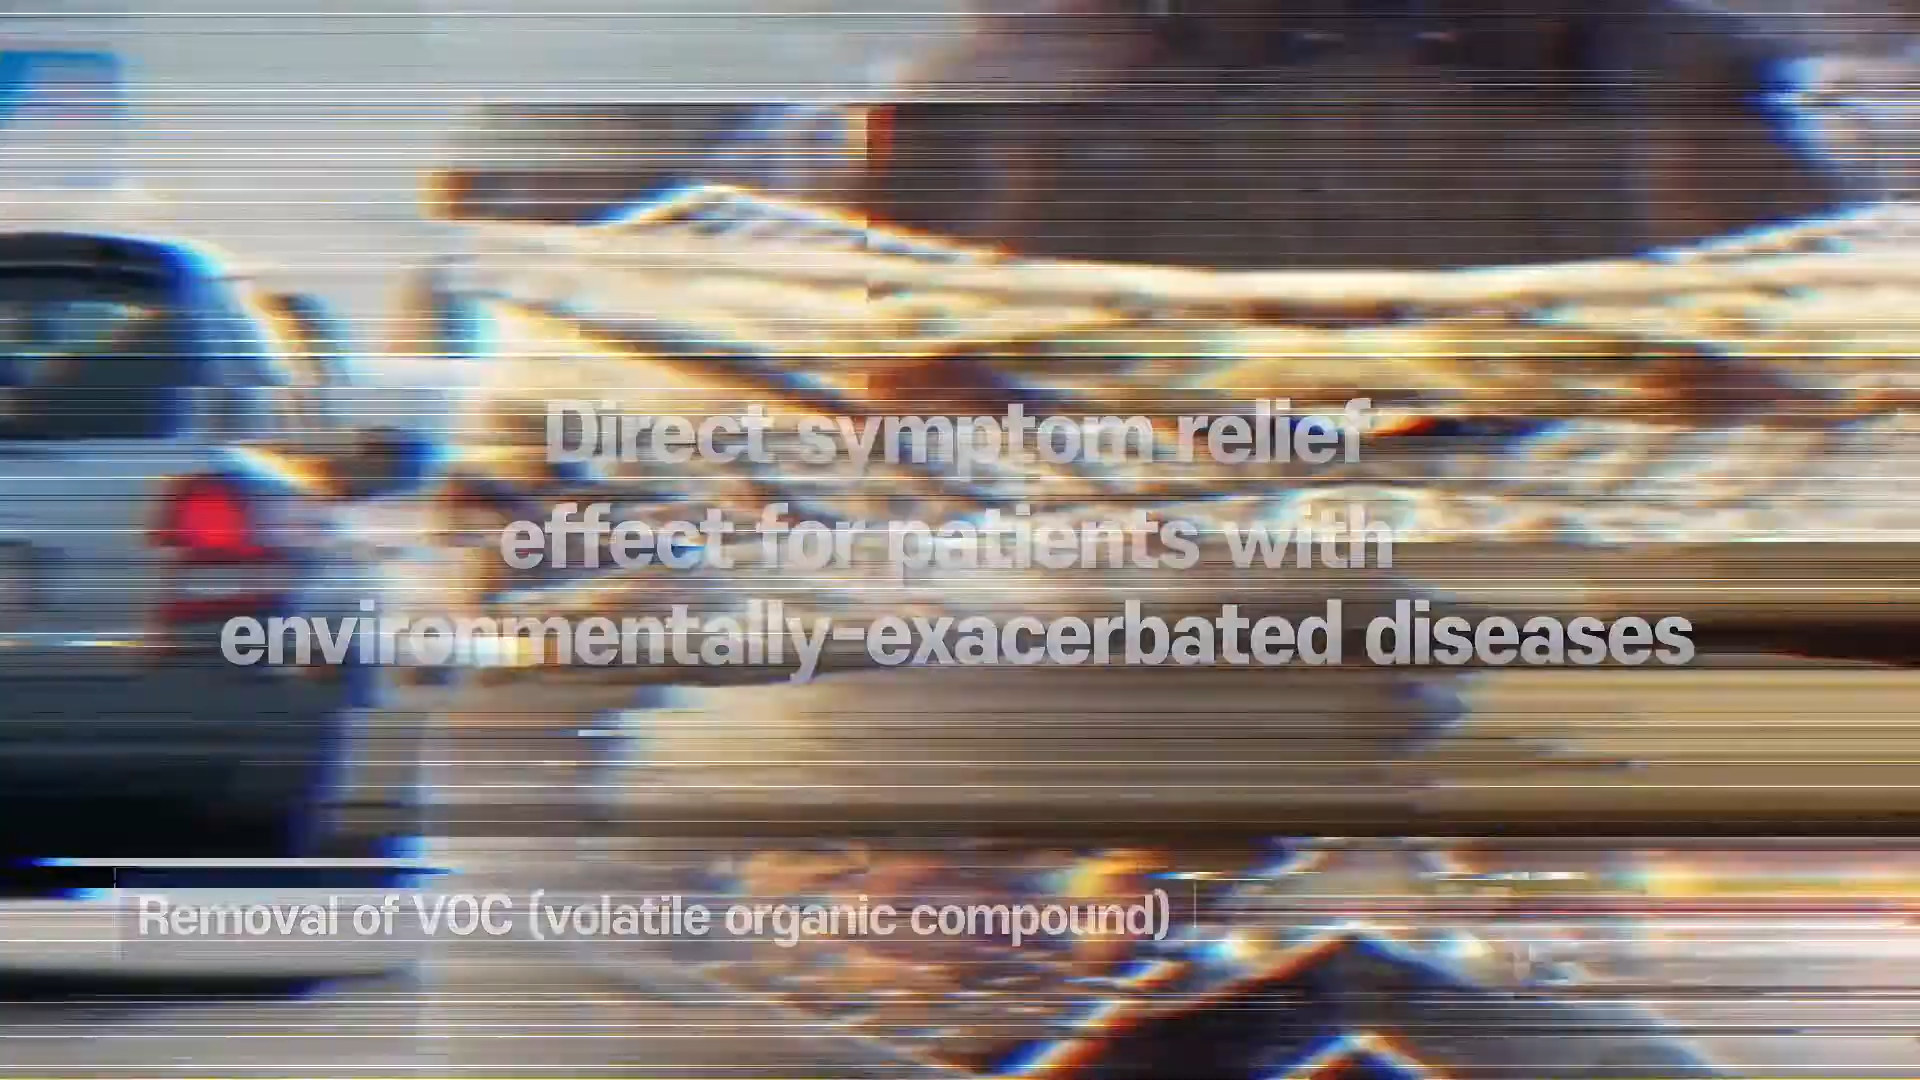 Direct symptom relief
effect for patients with
environmentally-exacerbated diseases
Removal of VOC (volatile organic compound)